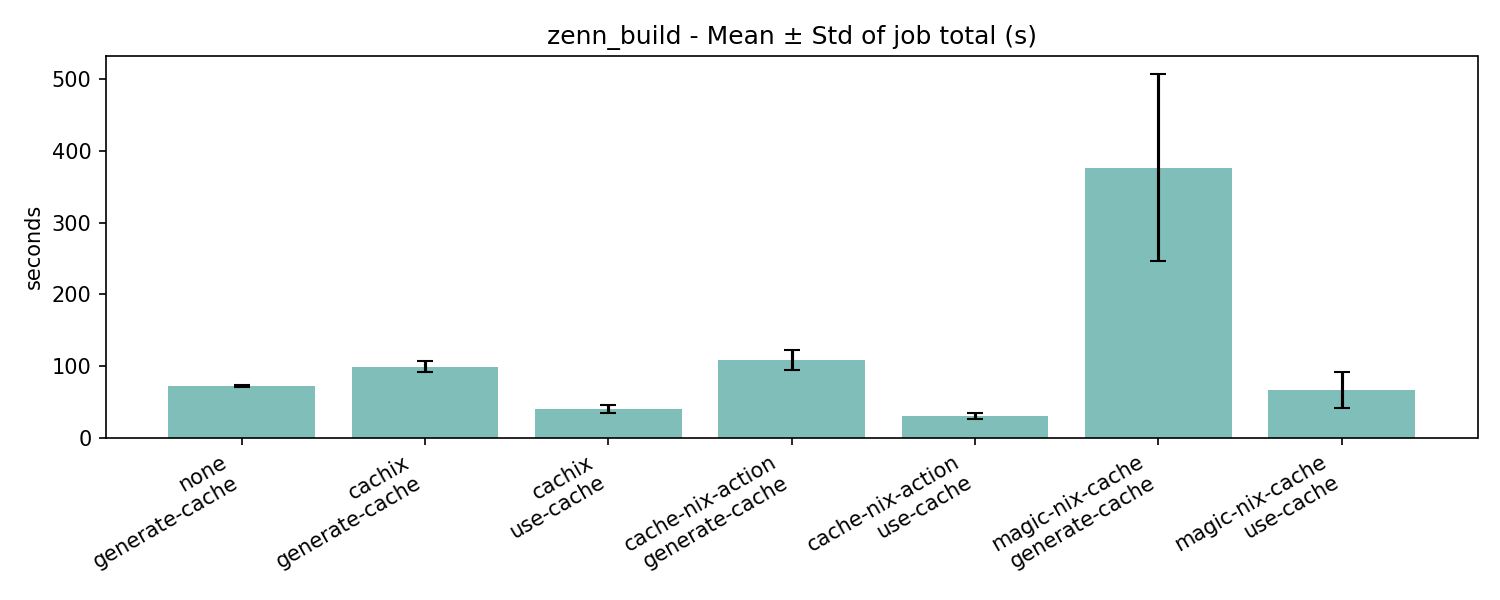 zenn_build - Mean ± Std of job total (s)
seconds
500
400
300
200
100
0
none
generate-cache
cachix
generate-cache
cachix
use-cache
cache-nix-action
generate-cache
cache-nix-action
use-cache
magic-nix-cache
generate-cache
magic-nix-cache
use-cache